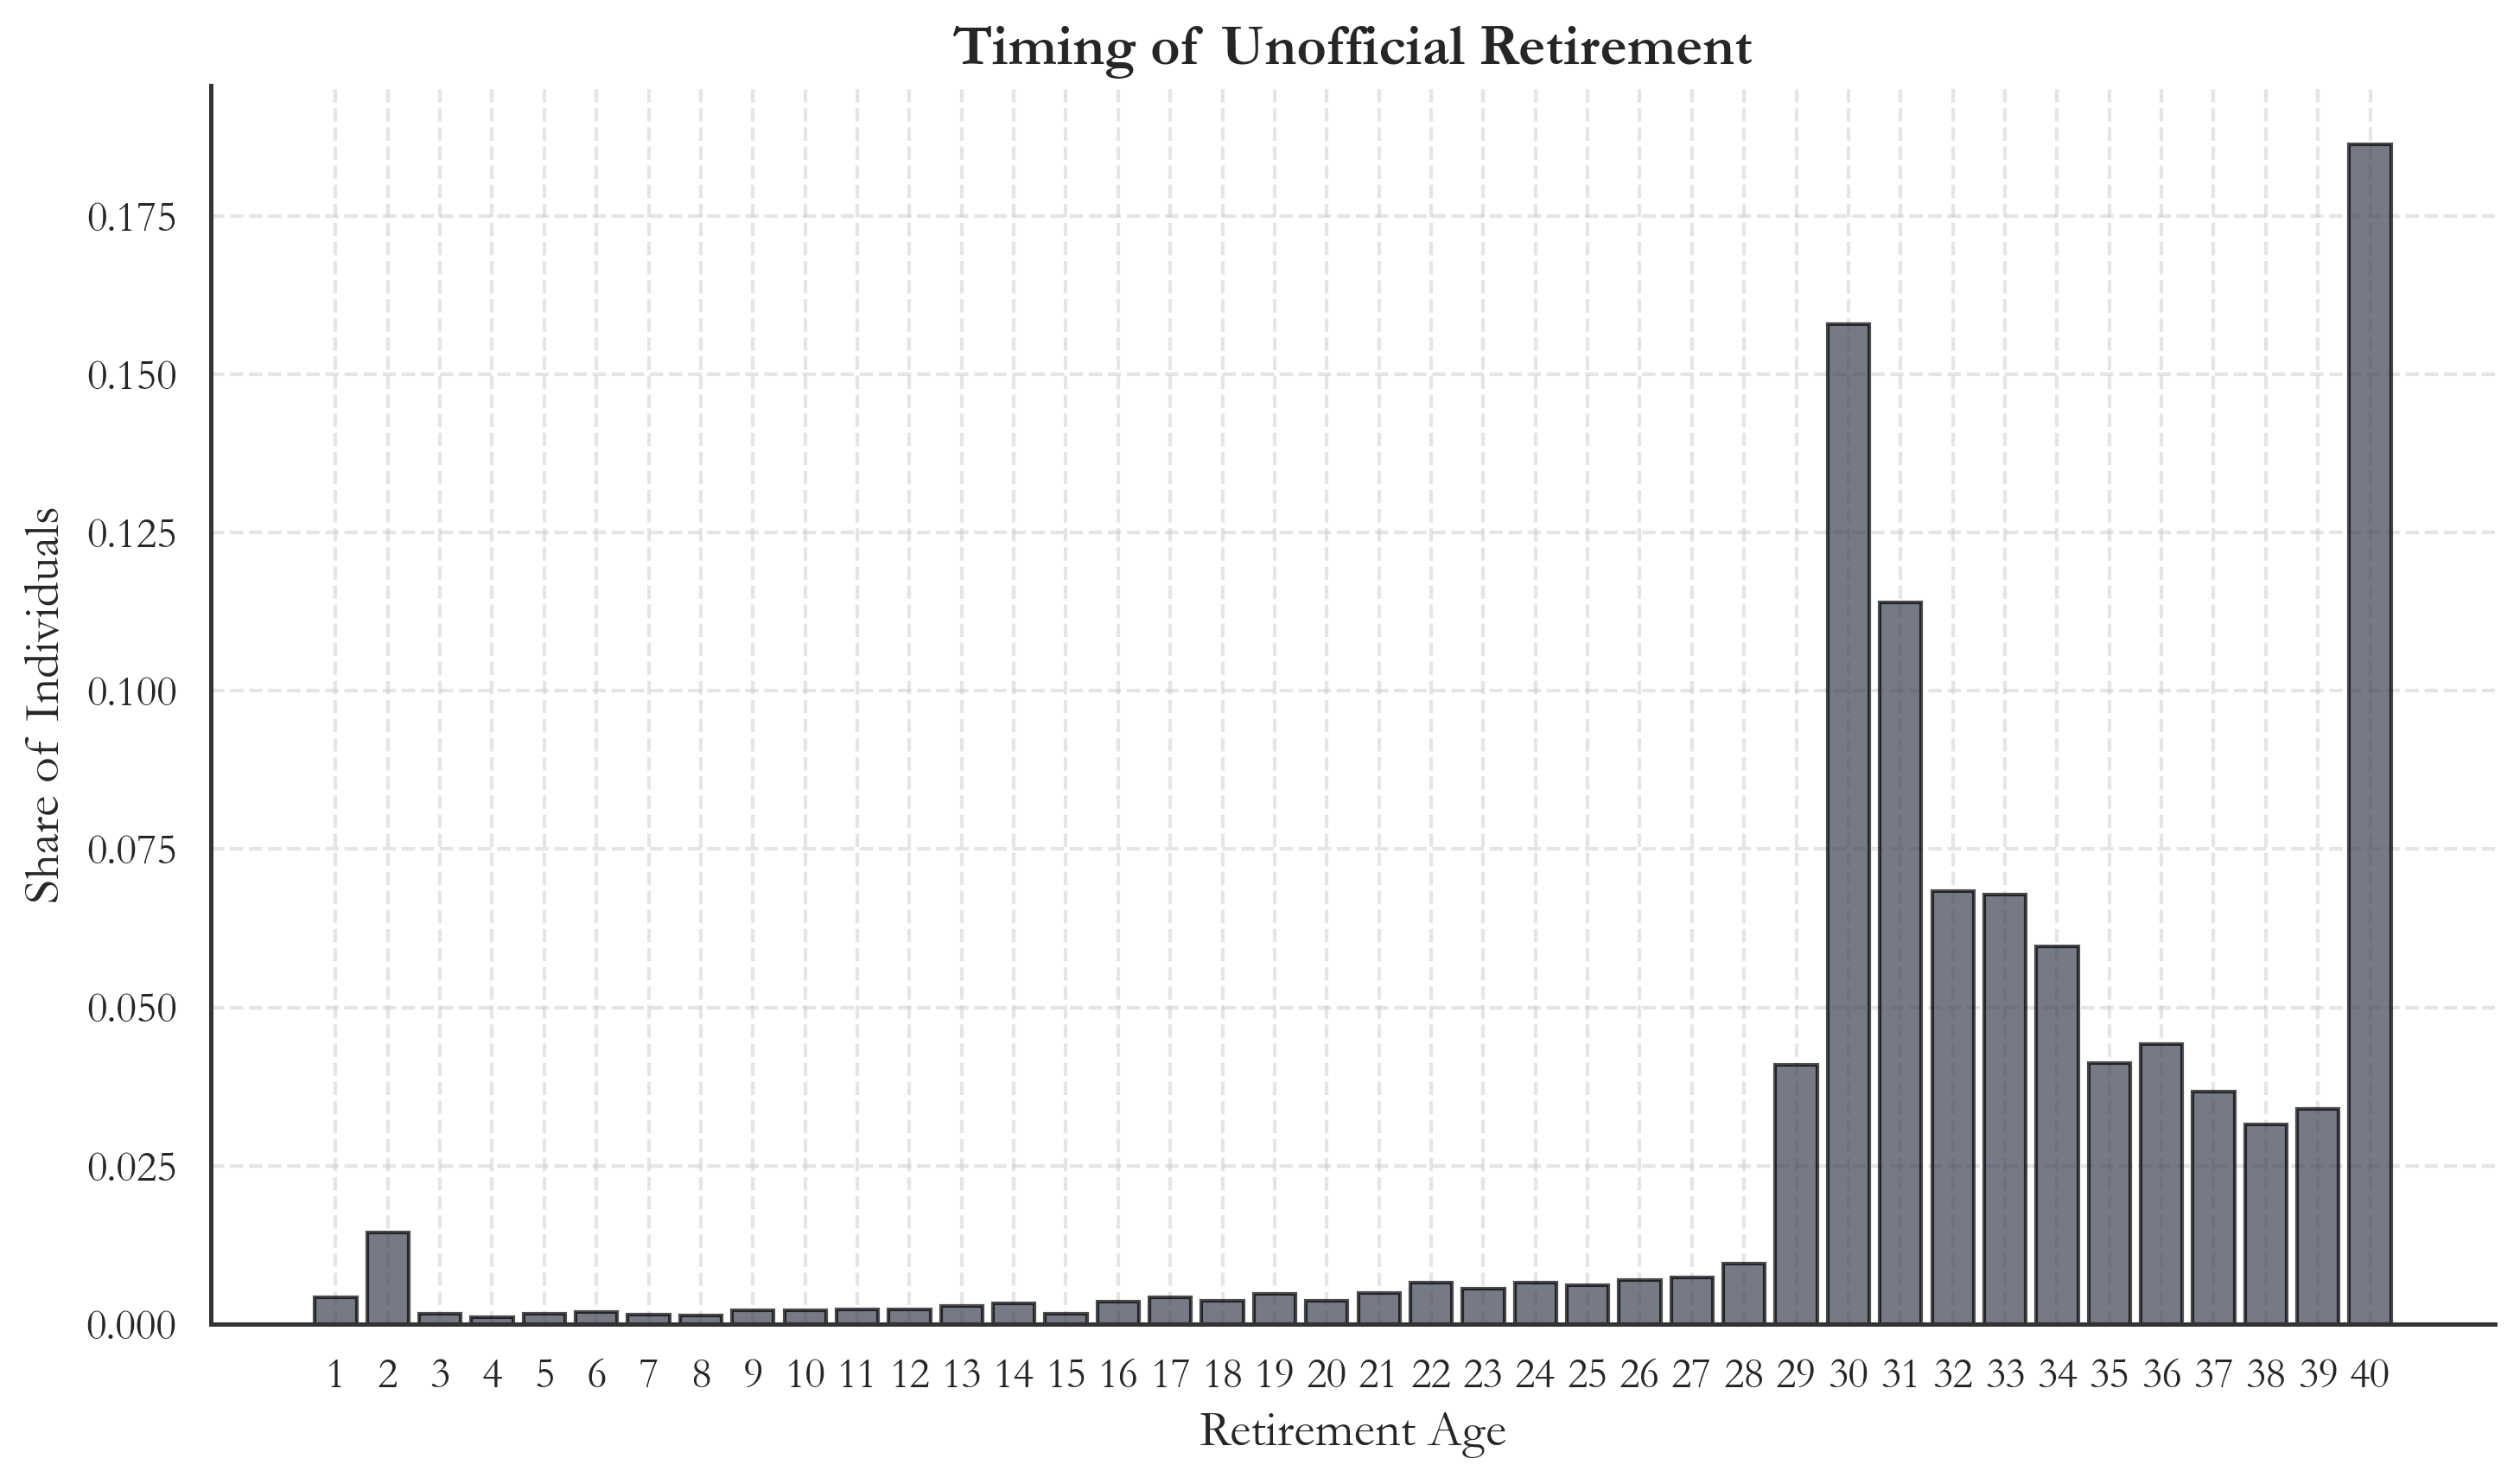 Timing of Unofficial Retirement
Share of Individuals
0.175
0.150
0.125
0.100
0.075
0.050
0.025
0.000
1 2 3 4 5 6 7 8 9 10 11 12 13 14 15 16 17 18 19 20 21 22 23 24 25 26 27 28 29 30 31 32 33 34 35 36 37 38 39 40
Retirement Age